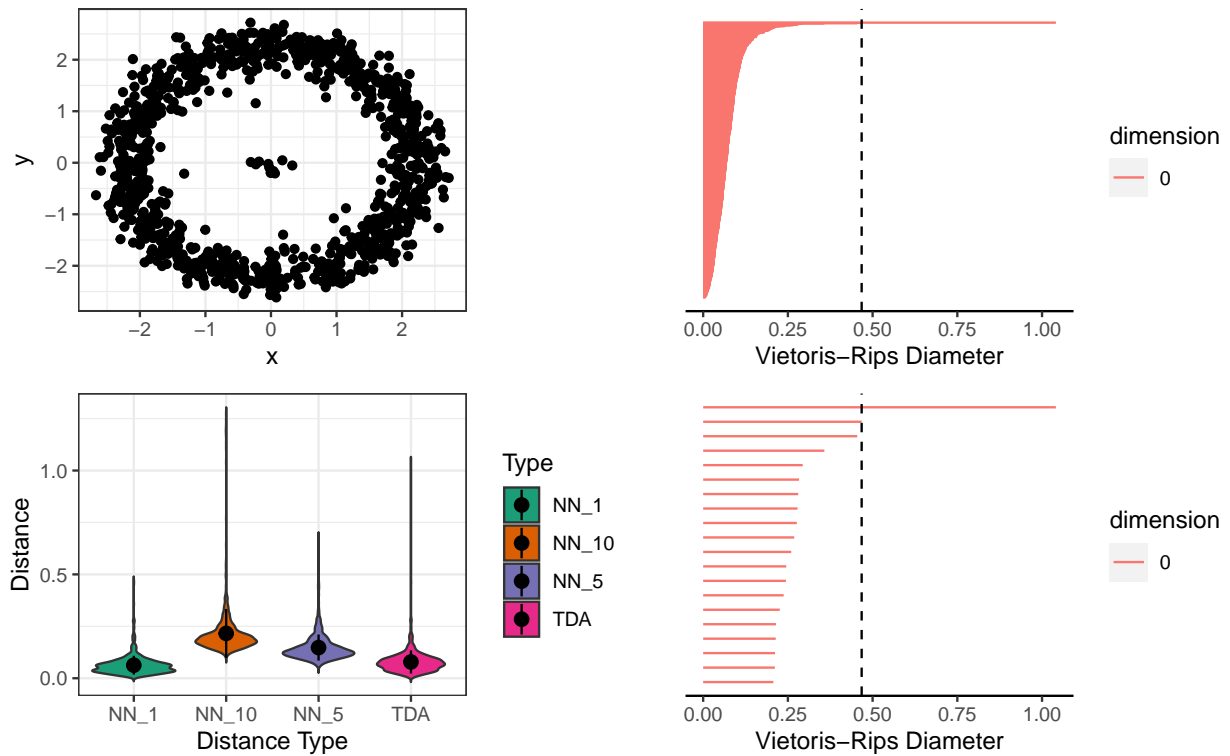 2
1
0
−1
−2
y
−2 −1 0 1 2
x
0.00 0.25 0.50 0.75 1.00
Vietoris−Rips Diameter
dimension
0
1.0
0.5
0.0
Distance
NN_1 NN_10 NN_5 TDA
Distance Type
Type
NN_1
NN_10
NN_5
TDA
0.00 0.25 0.50 0.75 1.00
Vietoris−Rips Diameter
dimension
0